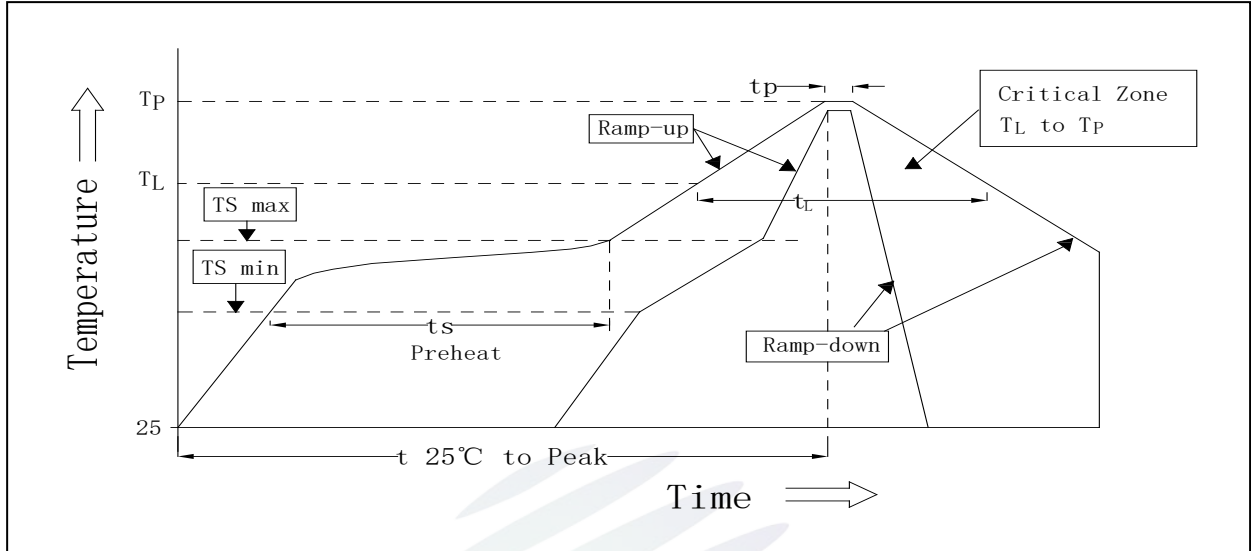 tp
TP
Critical Zone
TL to TP
Ramp-up
TL
tL
TS max
TS min
ts
Preheat
Ramp-down
25
t 25℃ to Peak
Time
Temperature